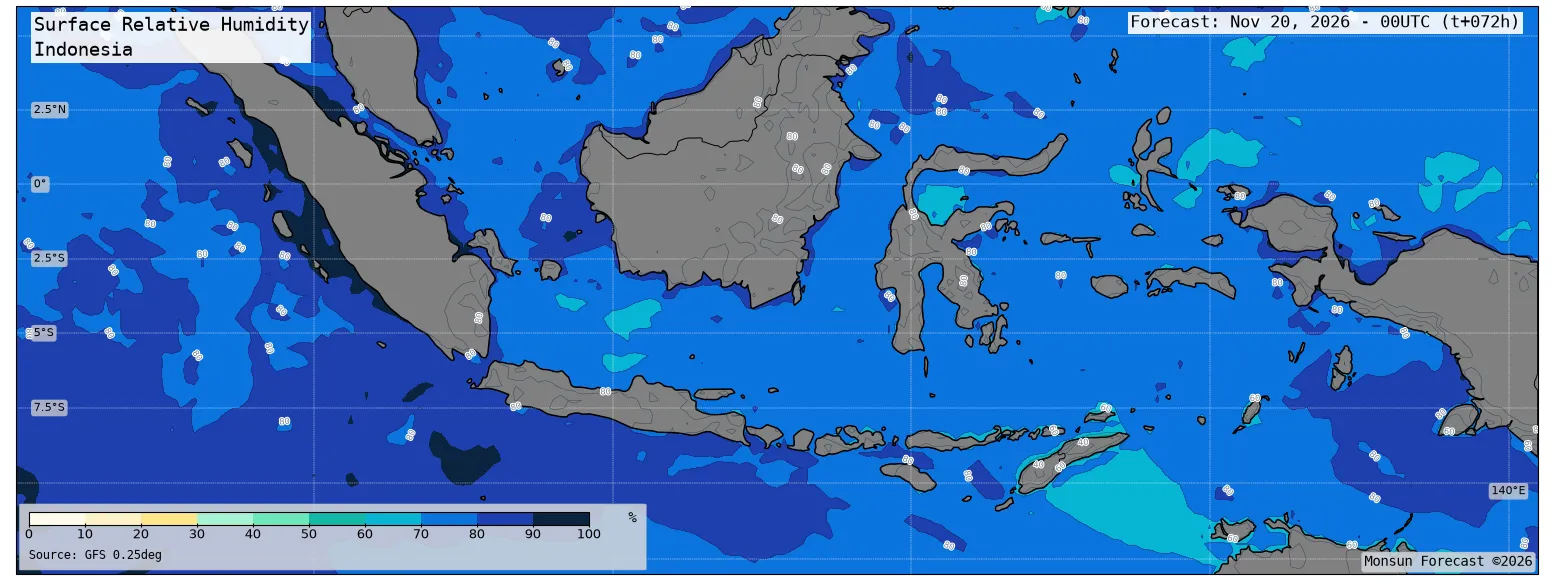 Surface Relative Humidity
Indonesia
Forecast: Nov 20, 2026 - 00UTC (t+072h)
2.5°N
0°
2.5°S
5°S
7.5°S
140°E
%
0 10 20 30 40 50 60 70 80 90 100
Source: GFS 0.25deg
Monsun Forecast ©2026